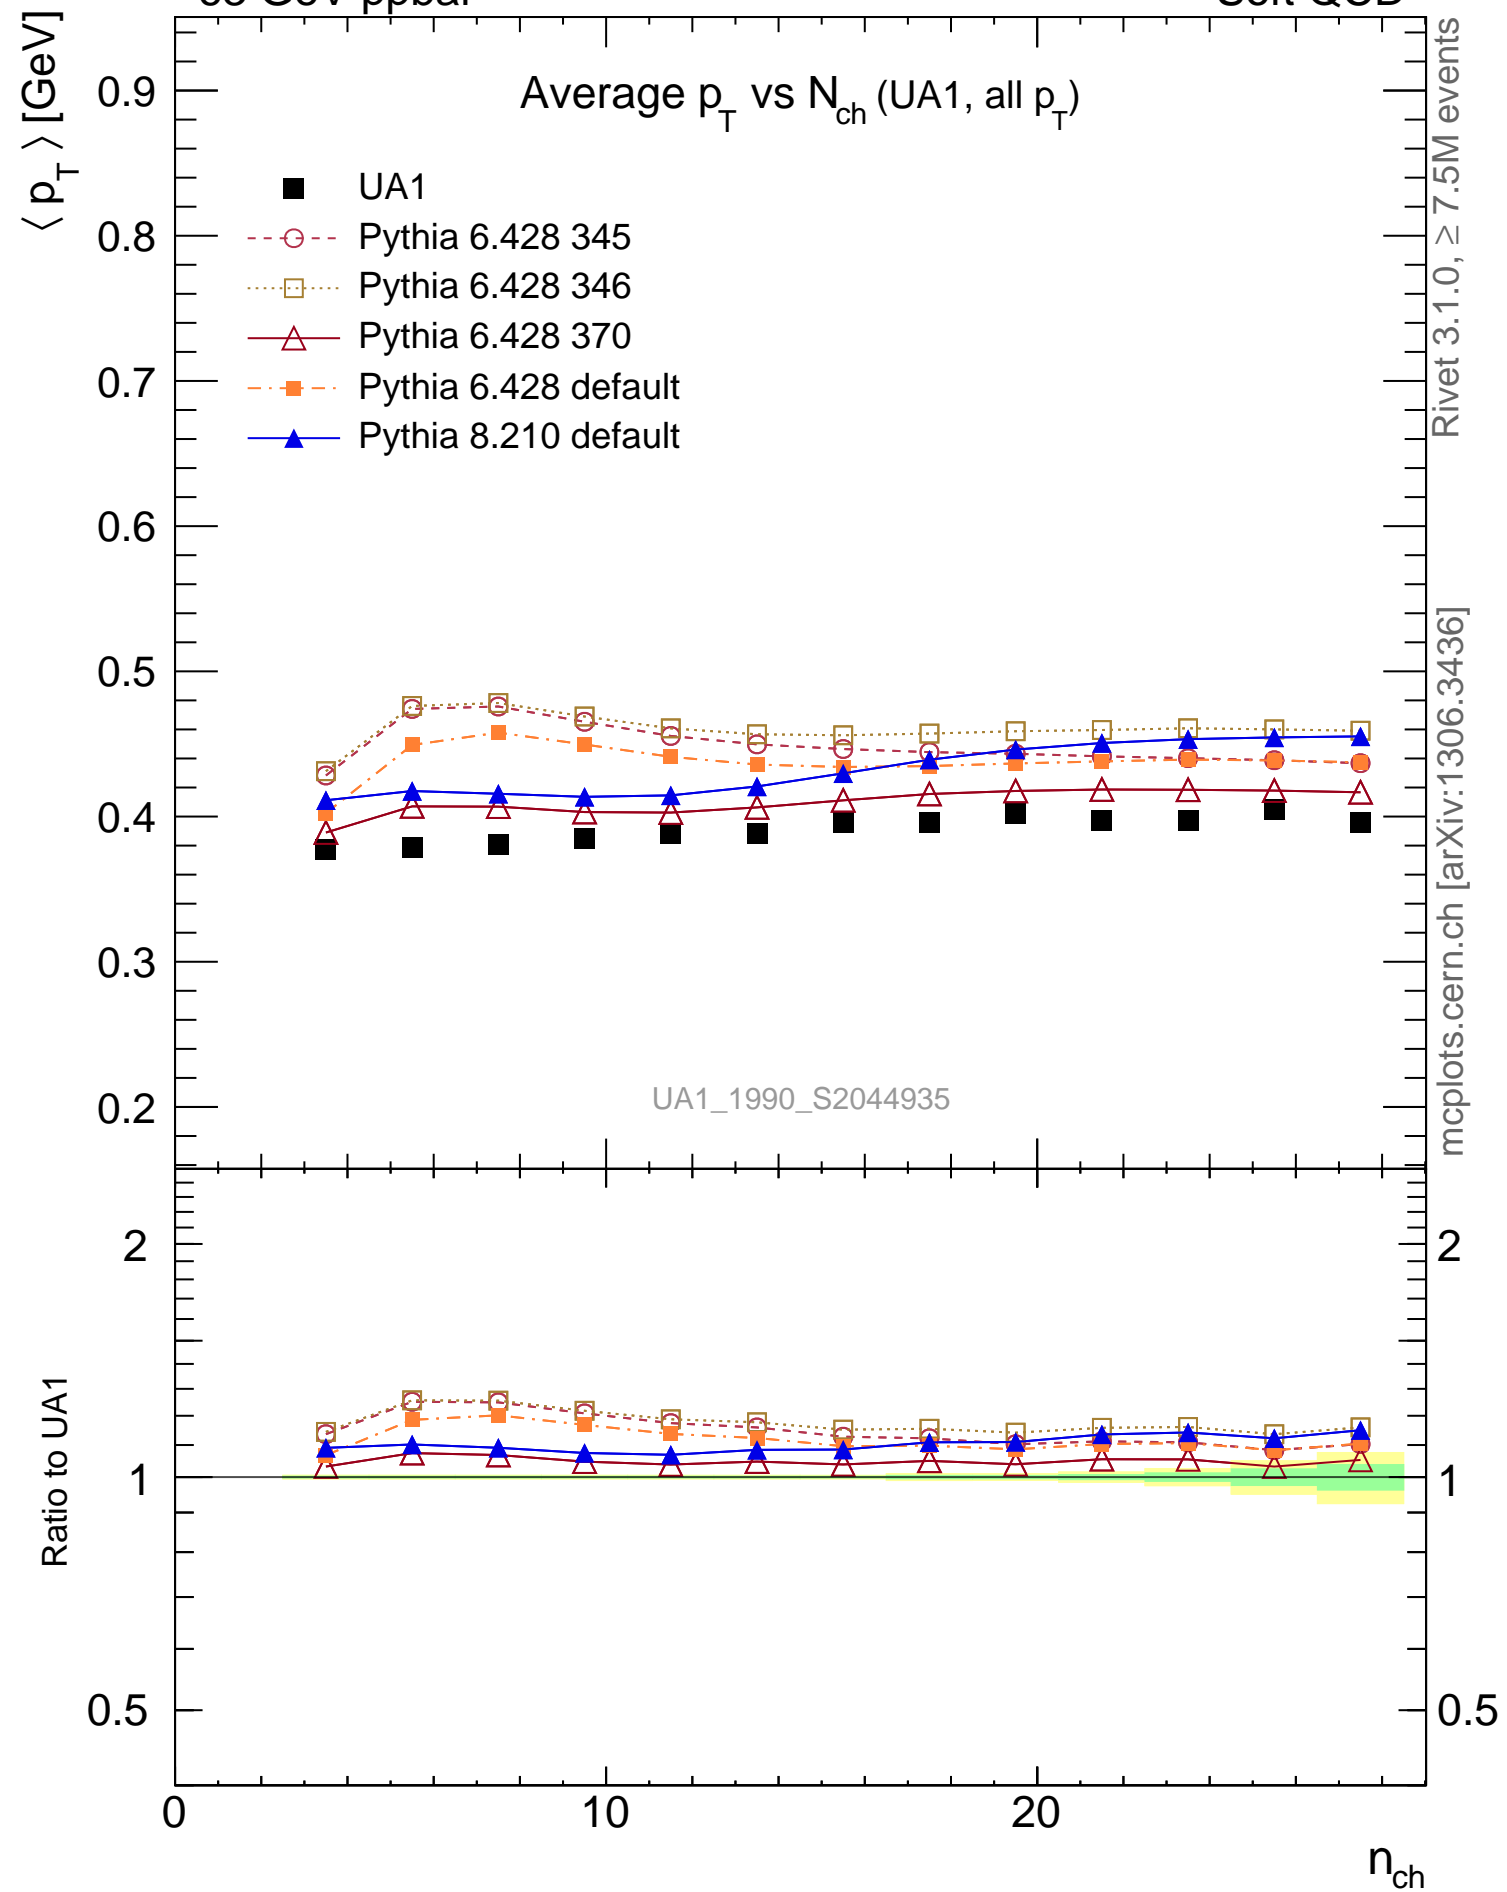 ⟨ p_T ⟩ [GeV]
Average p_T vs N_ch (UA1, all p_T)
UA1
Pythia 6.428 345
Pythia 6.428 346
Pythia 6.428 370
Pythia 6.428 default
Pythia 8.210 default
0.9
0.8
0.7
0.6
0.5
0.4
0.3
0.2
UA1_1990_S2044935
Rivet 3.1.0, ≥ 7.5M events
mcplots.cern.ch [arXiv:1306.3436]
Ratio to UA1
2
1
0.5
2
1
0.5
0
10
20
n_ch